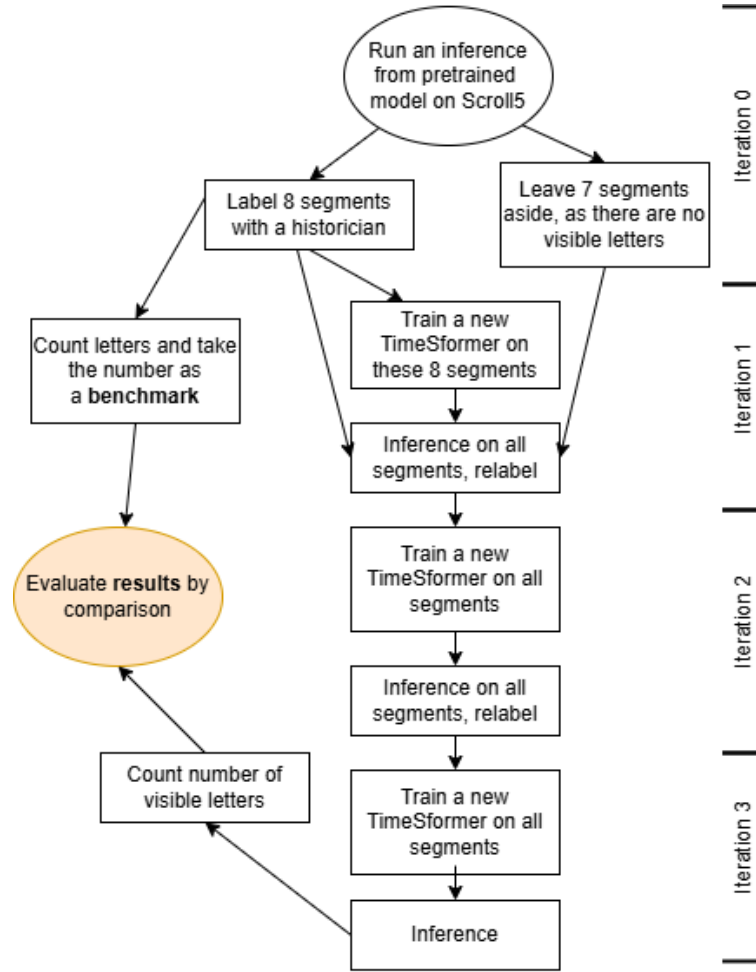 Run an inference
from pretrained
model on Scroll5
Iteration 0
Label 8 segments
with a historician
Leave 7 segments
aside, as there are no
visible letters
Count letters and take
the number as
a benchmark
Train a new
TimeSformer on
these 8 segments
Iteration 1
Inference on all
segments, relabel
Evaluate results by
comparison
Train a new
TimeSformer on all
segments
Iteration 2
Inference on all
segments, relabel
Count number of
visible letters
Train a new
TimeSformer on all
segments
Iteration 3
Inference